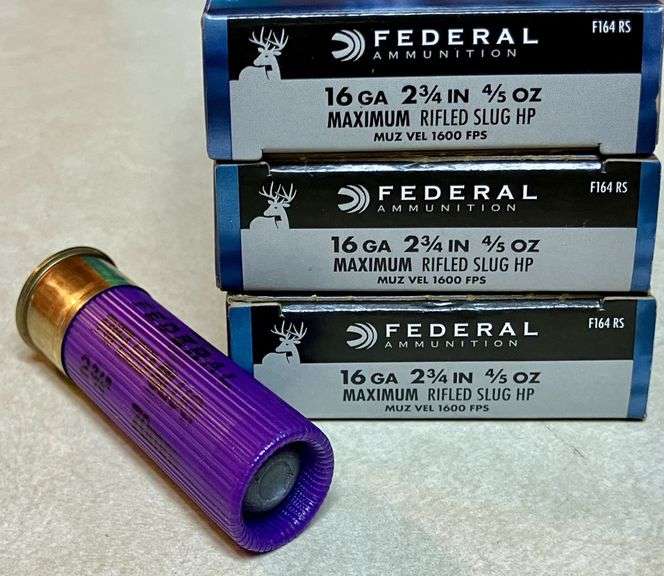 FEDERAL
AMMUNITION
F164 RS
16 GA 2¾ IN ⅘ OZ
MAXIMUM RIFLED SLUG HP
MUZ VEL 1600 FPS
FEDERAL
AMMUNITION
F164 RS
16 GA 2¾ IN ⅘ OZ
MAXIMUM RIFLED SLUG HP
MUZ VEL 1600 FPS
FEDERAL
AMMUNITION
F164 RS
16 GA 2¾ IN ⅘ OZ
MAXIMUM RIFLED SLUG HP
MUZ VEL 1600 FPS
FEDERAL